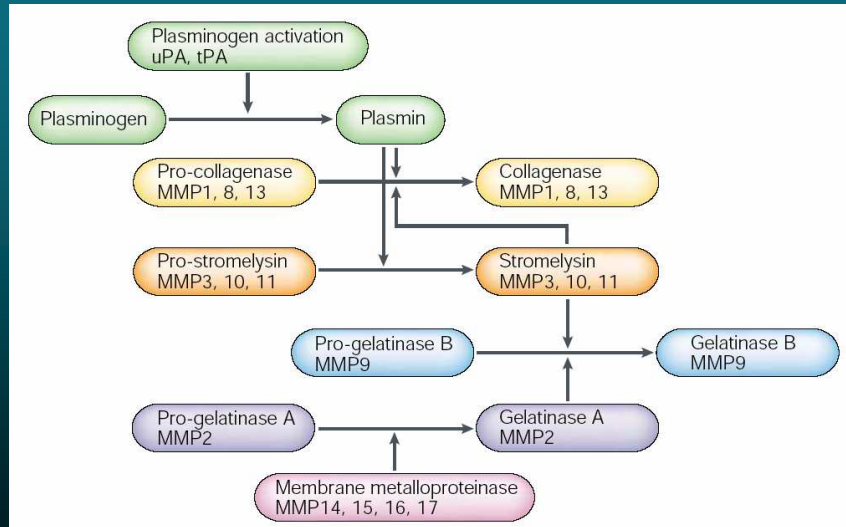 Plasminogen activation
uPA, tPA
Plasminogen
Plasmin
Pro-collagenase
MMP1, 8, 13
Collagenase
MMP1, 8, 13
Pro-stromelysin
MMP3, 10, 11
Stromelysin
MMP3, 10, 11
Pro-gelatinase B
MMP9
Gelatinase B
MMP9
Pro-gelatinase A
MMP2
Gelatinase A
MMP2
Membrane metalloproteinase
MMP14, 15, 16, 17